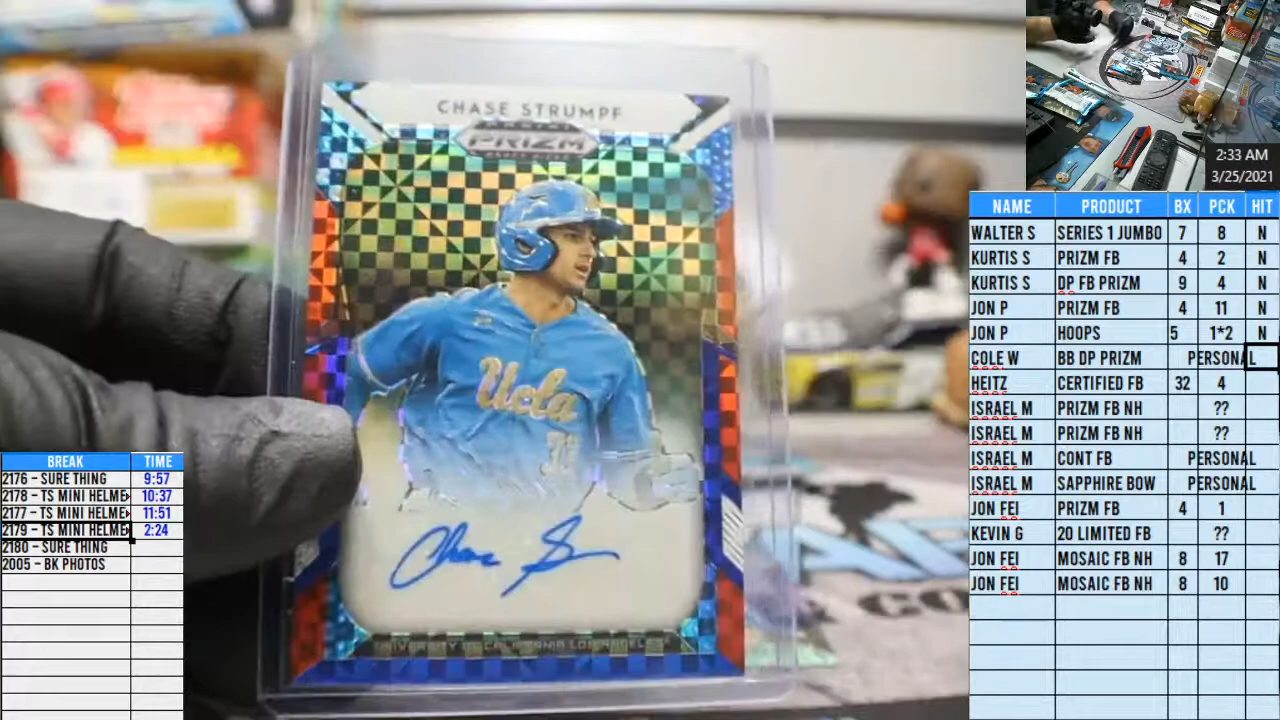 CHASE STRUMPF
PRIZM
Ucla
Chase S
UNIVERSITY OF CALIFORNIA LOS ANGELES
2:33 AM
3/25/2021
NAME PRODUCT BX PCK HIT
WALTER S SERIES 1 JUMBO 7 8 N
KURTIS S PRIZM FB 4 2 N
KURTIS S DP FB PRIZM 9 4 N
JON P PRIZM FB 4 11 N
JON P HOOPS 5 1*2 N
COLE W BB DP PRIZM PERSONAL
HEITZ CERTIFIED FB 32 4
ISRAEL M PRIZM FB NH ??
ISRAEL M PRIZM FB NH ??
ISRAEL M CONT FB PERSONAL
ISRAEL M SAPPHIRE BOW PERSONAL
JON FEI PRIZM FB 4 1
KEVIN G 20 LIMITED FB ??
JON FEI MOSAIC FB NH 8 17
JON FEI MOSAIC FB NH 8 10
BREAK TIME
2176 – SURE THING 9:57
2178 – TS MINI HELME 10:37
2177 – TS MINI HELME 11:51
2179 – TS MINI HELME 2:24
2180 – SURE THING
2005 – BK PHOTOS